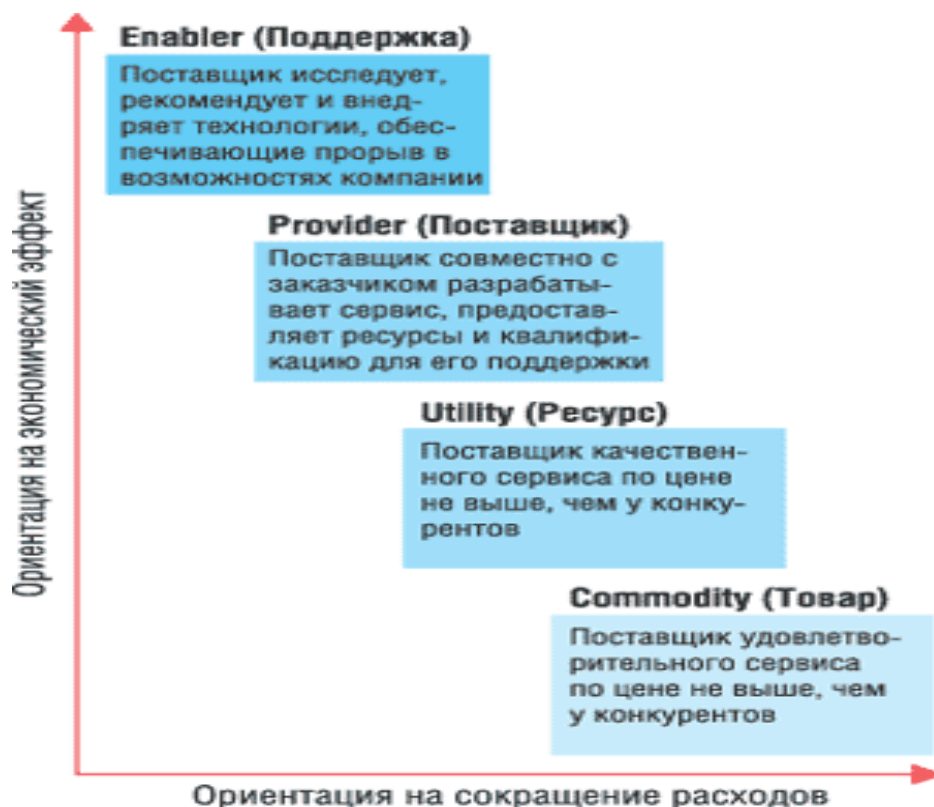 Enabler (Поддержка)
Поставщик исследует,
рекомендует и внед-
ряет технологии, обес-
печивающие прорыв в
возможностях компании
Provider (Поставщик)
Поставщик совместно с
заказчиком разрабаты-
вает сервис, предостав-
ляет ресурсы и квалифи-
кацию для его поддержки
Utility (Ресурс)
Поставщик качествен-
ного сервиса по цене
не выше, чем у конку-
рентов
Commodity (Товар)
Поставщик удовлетво-
рительного сервиса
по цене не выше, чем
у конкурентов
Ориентация на экономический эффект
Ориентация на сокращение расходов